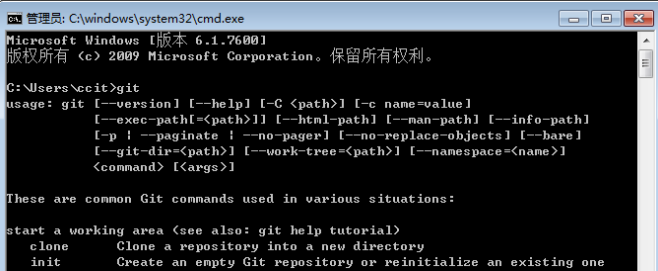 管理员: C:\windows\system32\cmd.exe
Microsoft Windows [版本 6.1.7600]
版权所有 (c) 2009 Microsoft Corporation。保留所有权利。
C:\Users\ccit>git
usage: git [--version] [--help] [-C <path>] [-c name=value]
[--exec-path[=<path>]] [--html-path] [--man-path] [--info-path]
[-p | --paginate | --no-pager] [--no-replace-objects] [--bare]
[--git-dir=<path>] [--work-tree=<path>] [--namespace=<name>]
<command> [<args>]
These are common Git commands used in various situations:
start a working area (see also: git help tutorial)
clone Clone a repository into a new directory
init Create an empty Git repository or reinitialize an existing one